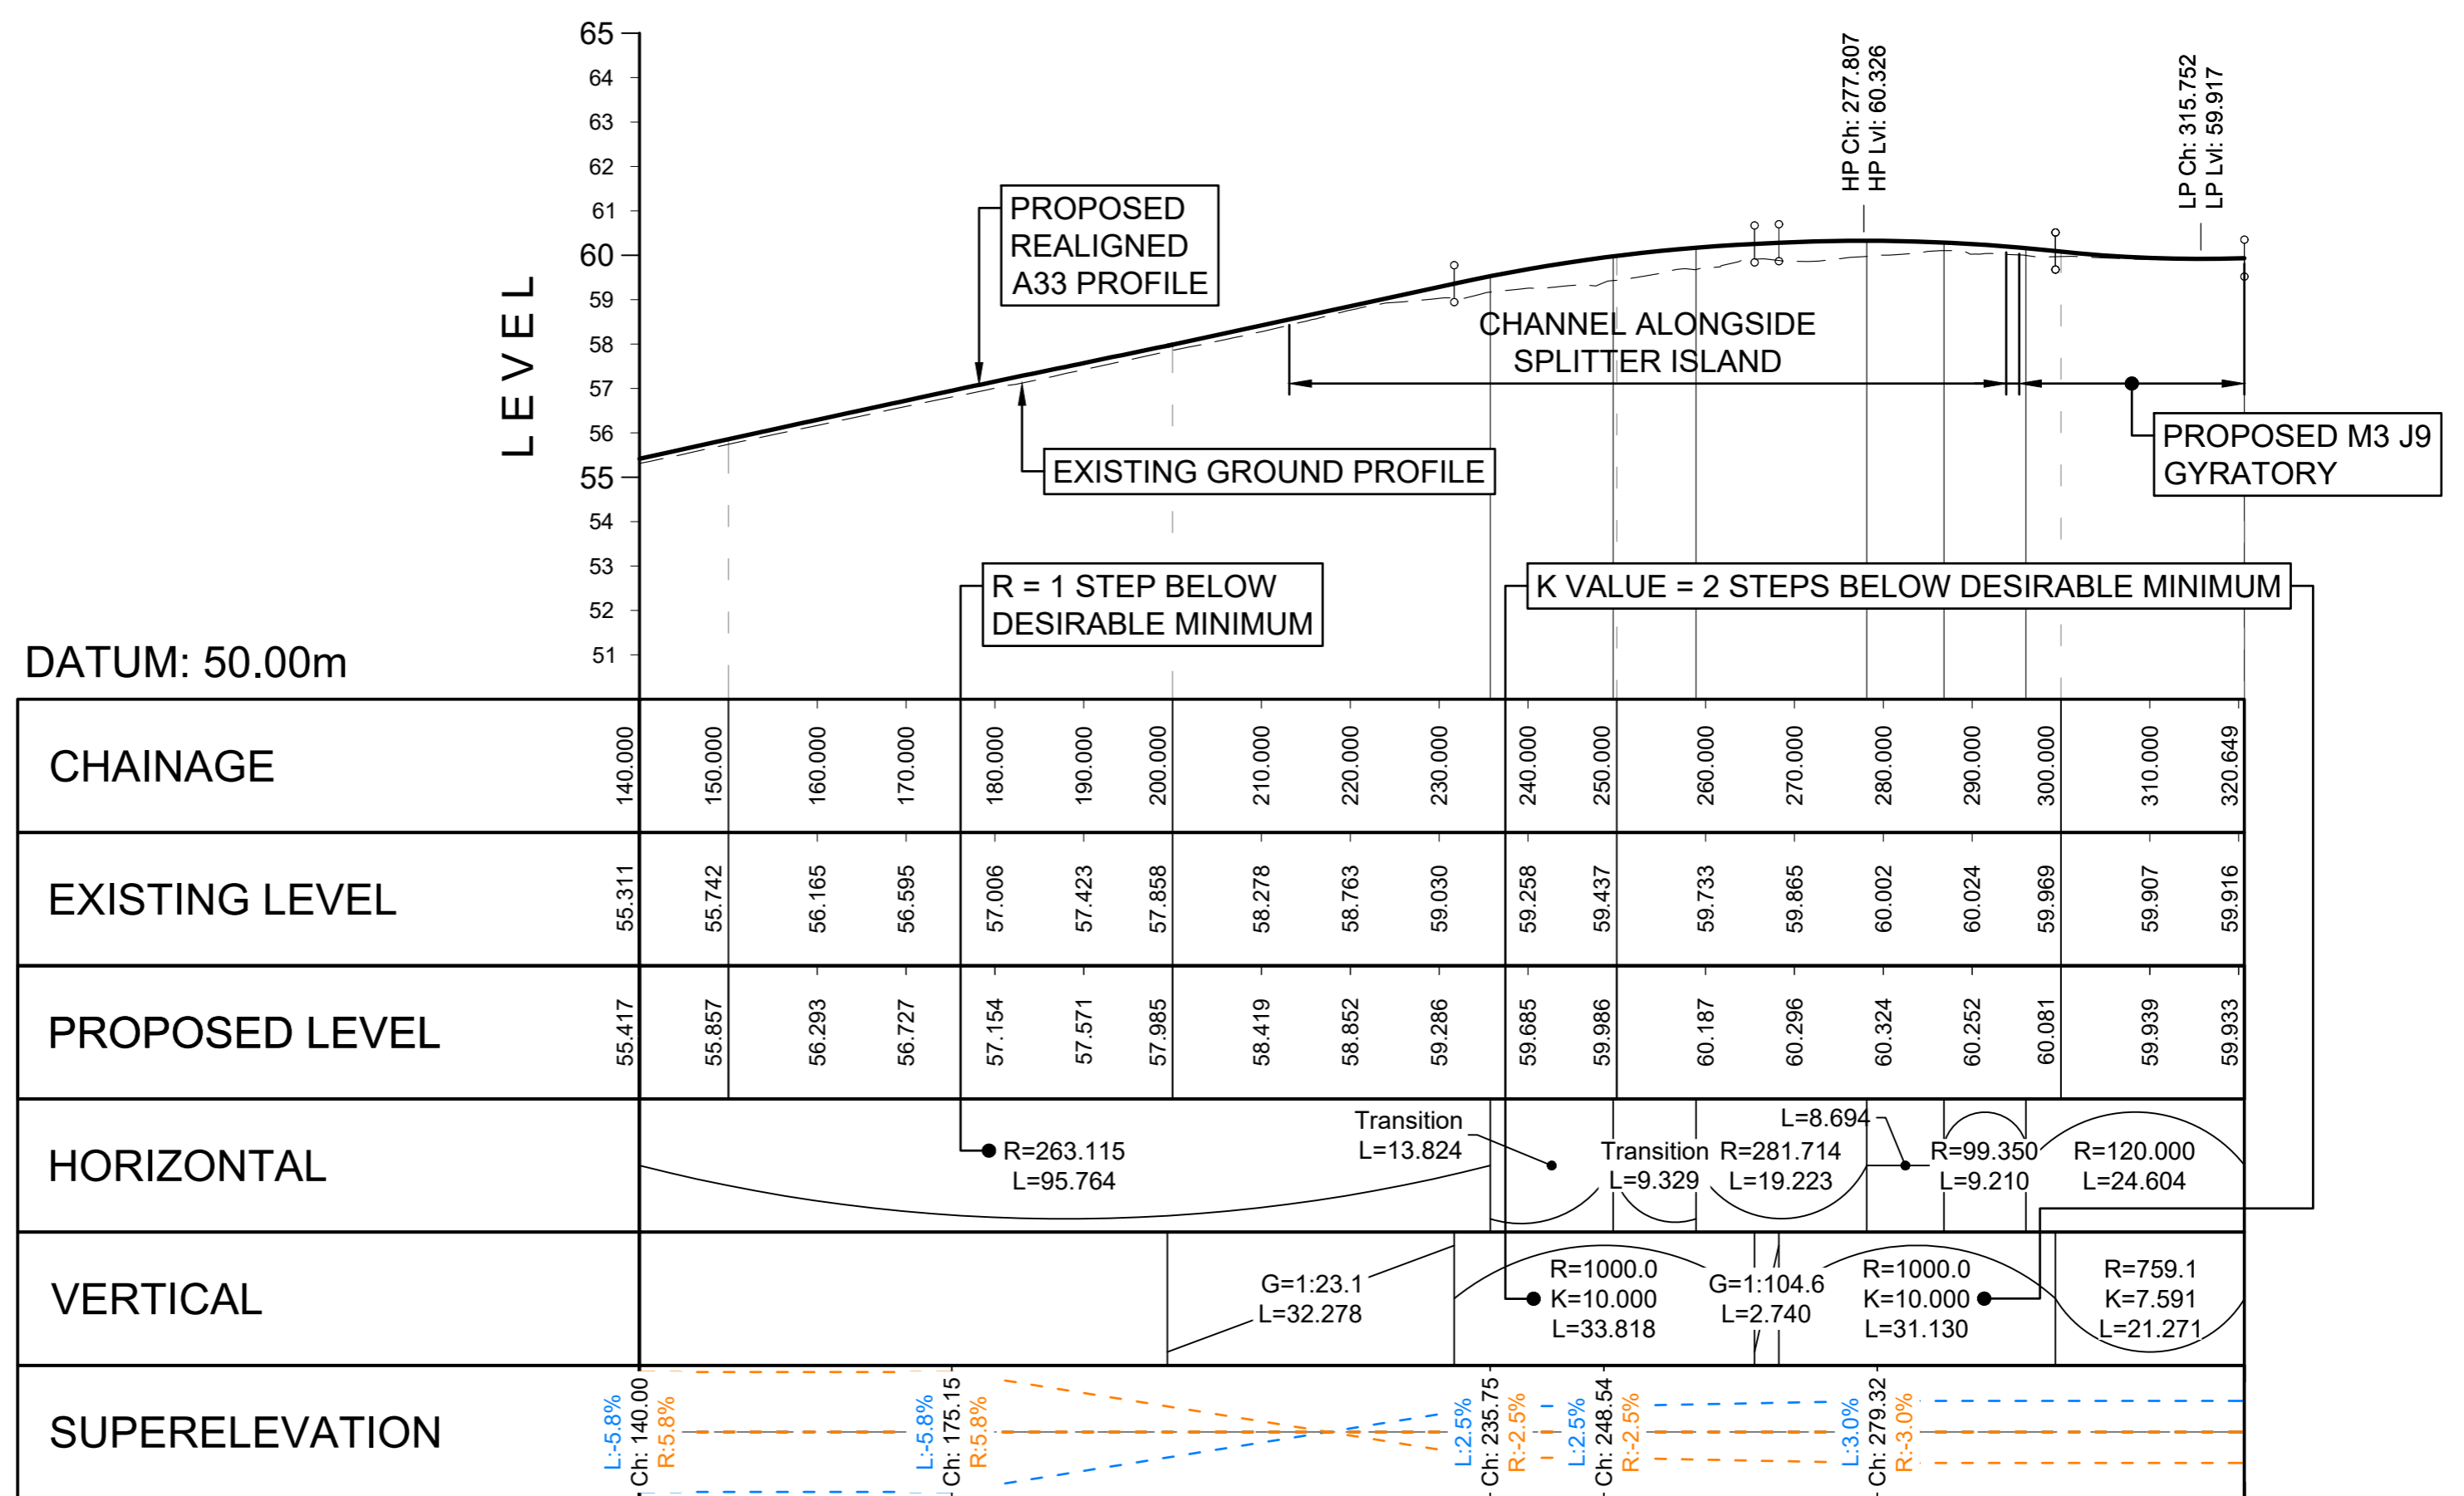 65
64
63
62
61
60
59
58
57
56
55
54
53
52
51
LEVEL
HP Ch: 277.807
HP Lvl: 60.326
LP Ch: 315.752
LP Lvl: 59.917
PROPOSED
REALIGNED
A33 PROFILE
CHANNEL ALONGSIDE
SPLITTER ISLAND
EXISTING GROUND PROFILE
PROPOSED M3 J9
GYRATORY
R = 1 STEP BELOW
DESIRABLE MINIMUM
K VALUE = 2 STEPS BELOW DESIRABLE MINIMUM
DATUM: 50.00m
CHAINAGE 140.000 150.000 160.000 170.000 180.000 190.000 200.000 210.000 220.000 230.000 240.000 250.000 260.000 270.000 280.000 290.000 300.000 310.000 320.649
EXISTING LEVEL 55.311 55.742 56.165 56.595 57.006 57.423 57.858 58.278 58.763 59.030 59.258 59.437 59.733 59.865 60.002 60.024 59.969 59.907 59.916
PROPOSED LEVEL 55.417 55.857 56.293 56.727 57.154 57.571 57.985 58.419 58.852 59.286 59.685 59.986 60.187 60.296 60.324 60.252 60.081 59.939 59.933
HORIZONTAL
R=263.115
L=95.764
Transition
L=13.824
Transition
L=9.329
R=281.714
L=19.223
L=8.694
R=99.350
L=9.210
R=120.000
L=24.604
VERTICAL
G=1:23.1
L=32.278
R=1000.0
K=10.000
L=33.818
G=1:104.6
L=2.740
R=1000.0
K=10.000
L=31.130
R=759.1
K=7.591
L=21.271
SUPERELEVATION
L:-5.8%
Ch: 140.00
R:5.8%
L:-5.8%
Ch: 175.15
R:5.8%
L:2.5%
Ch: 235.75
R:-2.5%
L:2.5%
Ch: 248.54
R:-2.5%
L:3.0%
Ch: 279.32
R:-3.0%